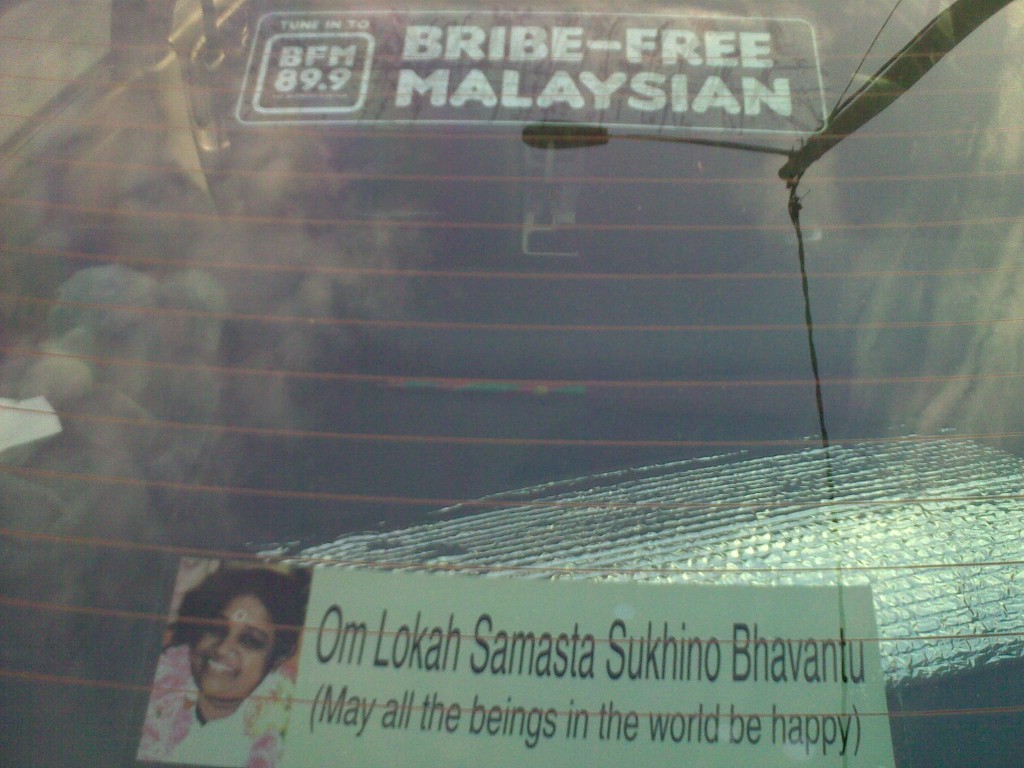 TUNE IN TO
BFM
89.9
BRIBE-FREE
MALAYSIAN
Om Lokah Samasta Sukhino Bhavantu
(May all the beings in the world be happy)